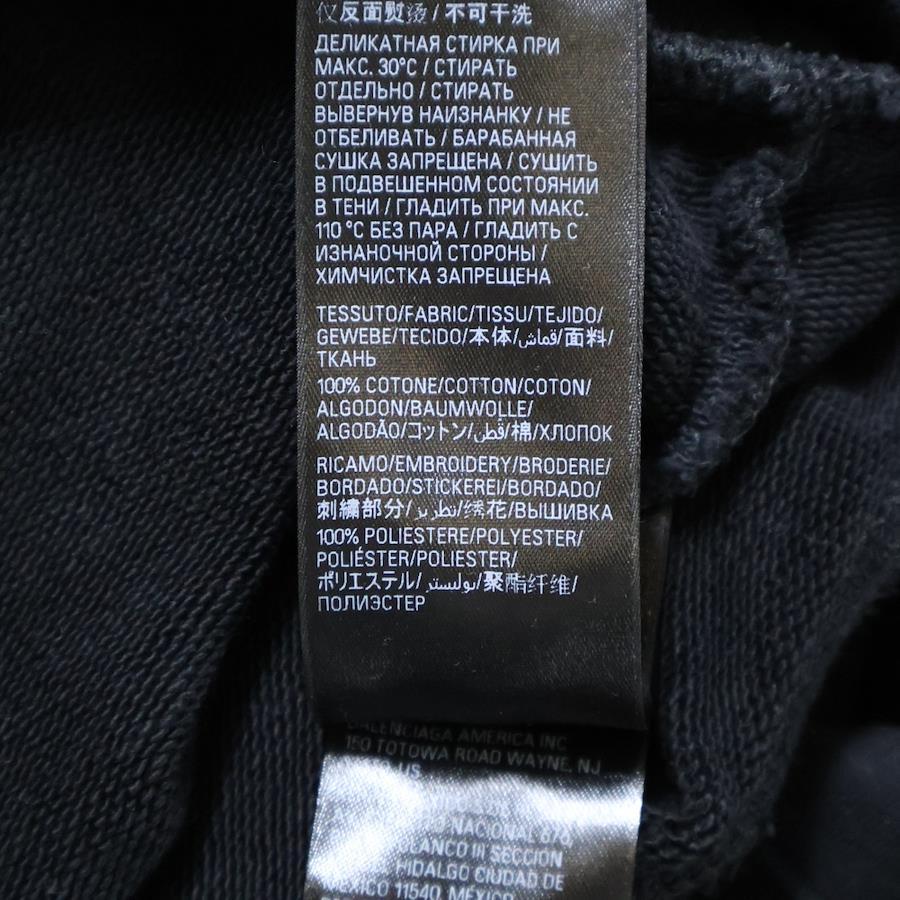 仅反面熨烫/不可干洗
ДЕЛИКАТНАЯ СТИРКА ПРИ
МАКС. 30°C / СТИРАТЬ
ОТДЕЛЬНО / СТИРАТЬ
ВЫВЕРНУВ НАИЗНАНКУ / НЕ
ОТБЕЛИВАТЬ / БАРАБАННАЯ
СУШКА ЗАПРЕЩЕНА / СУШИТЬ
В ПОДВЕШЕННОМ СОСТОЯНИИ
В ТЕНИ / ГЛАДИТЬ ПРИ МАКС.
110 °C БЕЗ ПАРА / ГЛАДИТЬ С
ИЗНАНОЧНОЙ СТОРОНЫ /
ХИМЧИСТКА ЗАПРЕЩЕНА
TESSUTO/FABRIC/TISSU/TEJIDO/
GEWEBE/TECIDO/本体/قماش/面料/
ТКАНЬ
100% COTONE/COTTON/COTON/
ALGODON/BAUMWOLLE/
ALGODÃO/コットン/قطن/棉/ХЛОПОК
RICAMO/EMBROIDERY/BRODERIE/
BORDADO/STICKEREI/BORDADO/
刺繍部分/تطريز/绣花/ВЫШИВКА
100% POLIESTERE/POLYESTER/
POLIÉSTER/POLIESTER/
ポリエステル/بوليستر/聚酯纤维/
ПОЛИЭСТЕР
BALENCIAGA AMERICA INC
150 TOTOWA ROAD WAYNE, NJ
US
NACIONAL
BLANCO III SECCION
HIDALGO CIUDAD DE
MEXICO 11540, MEXICO